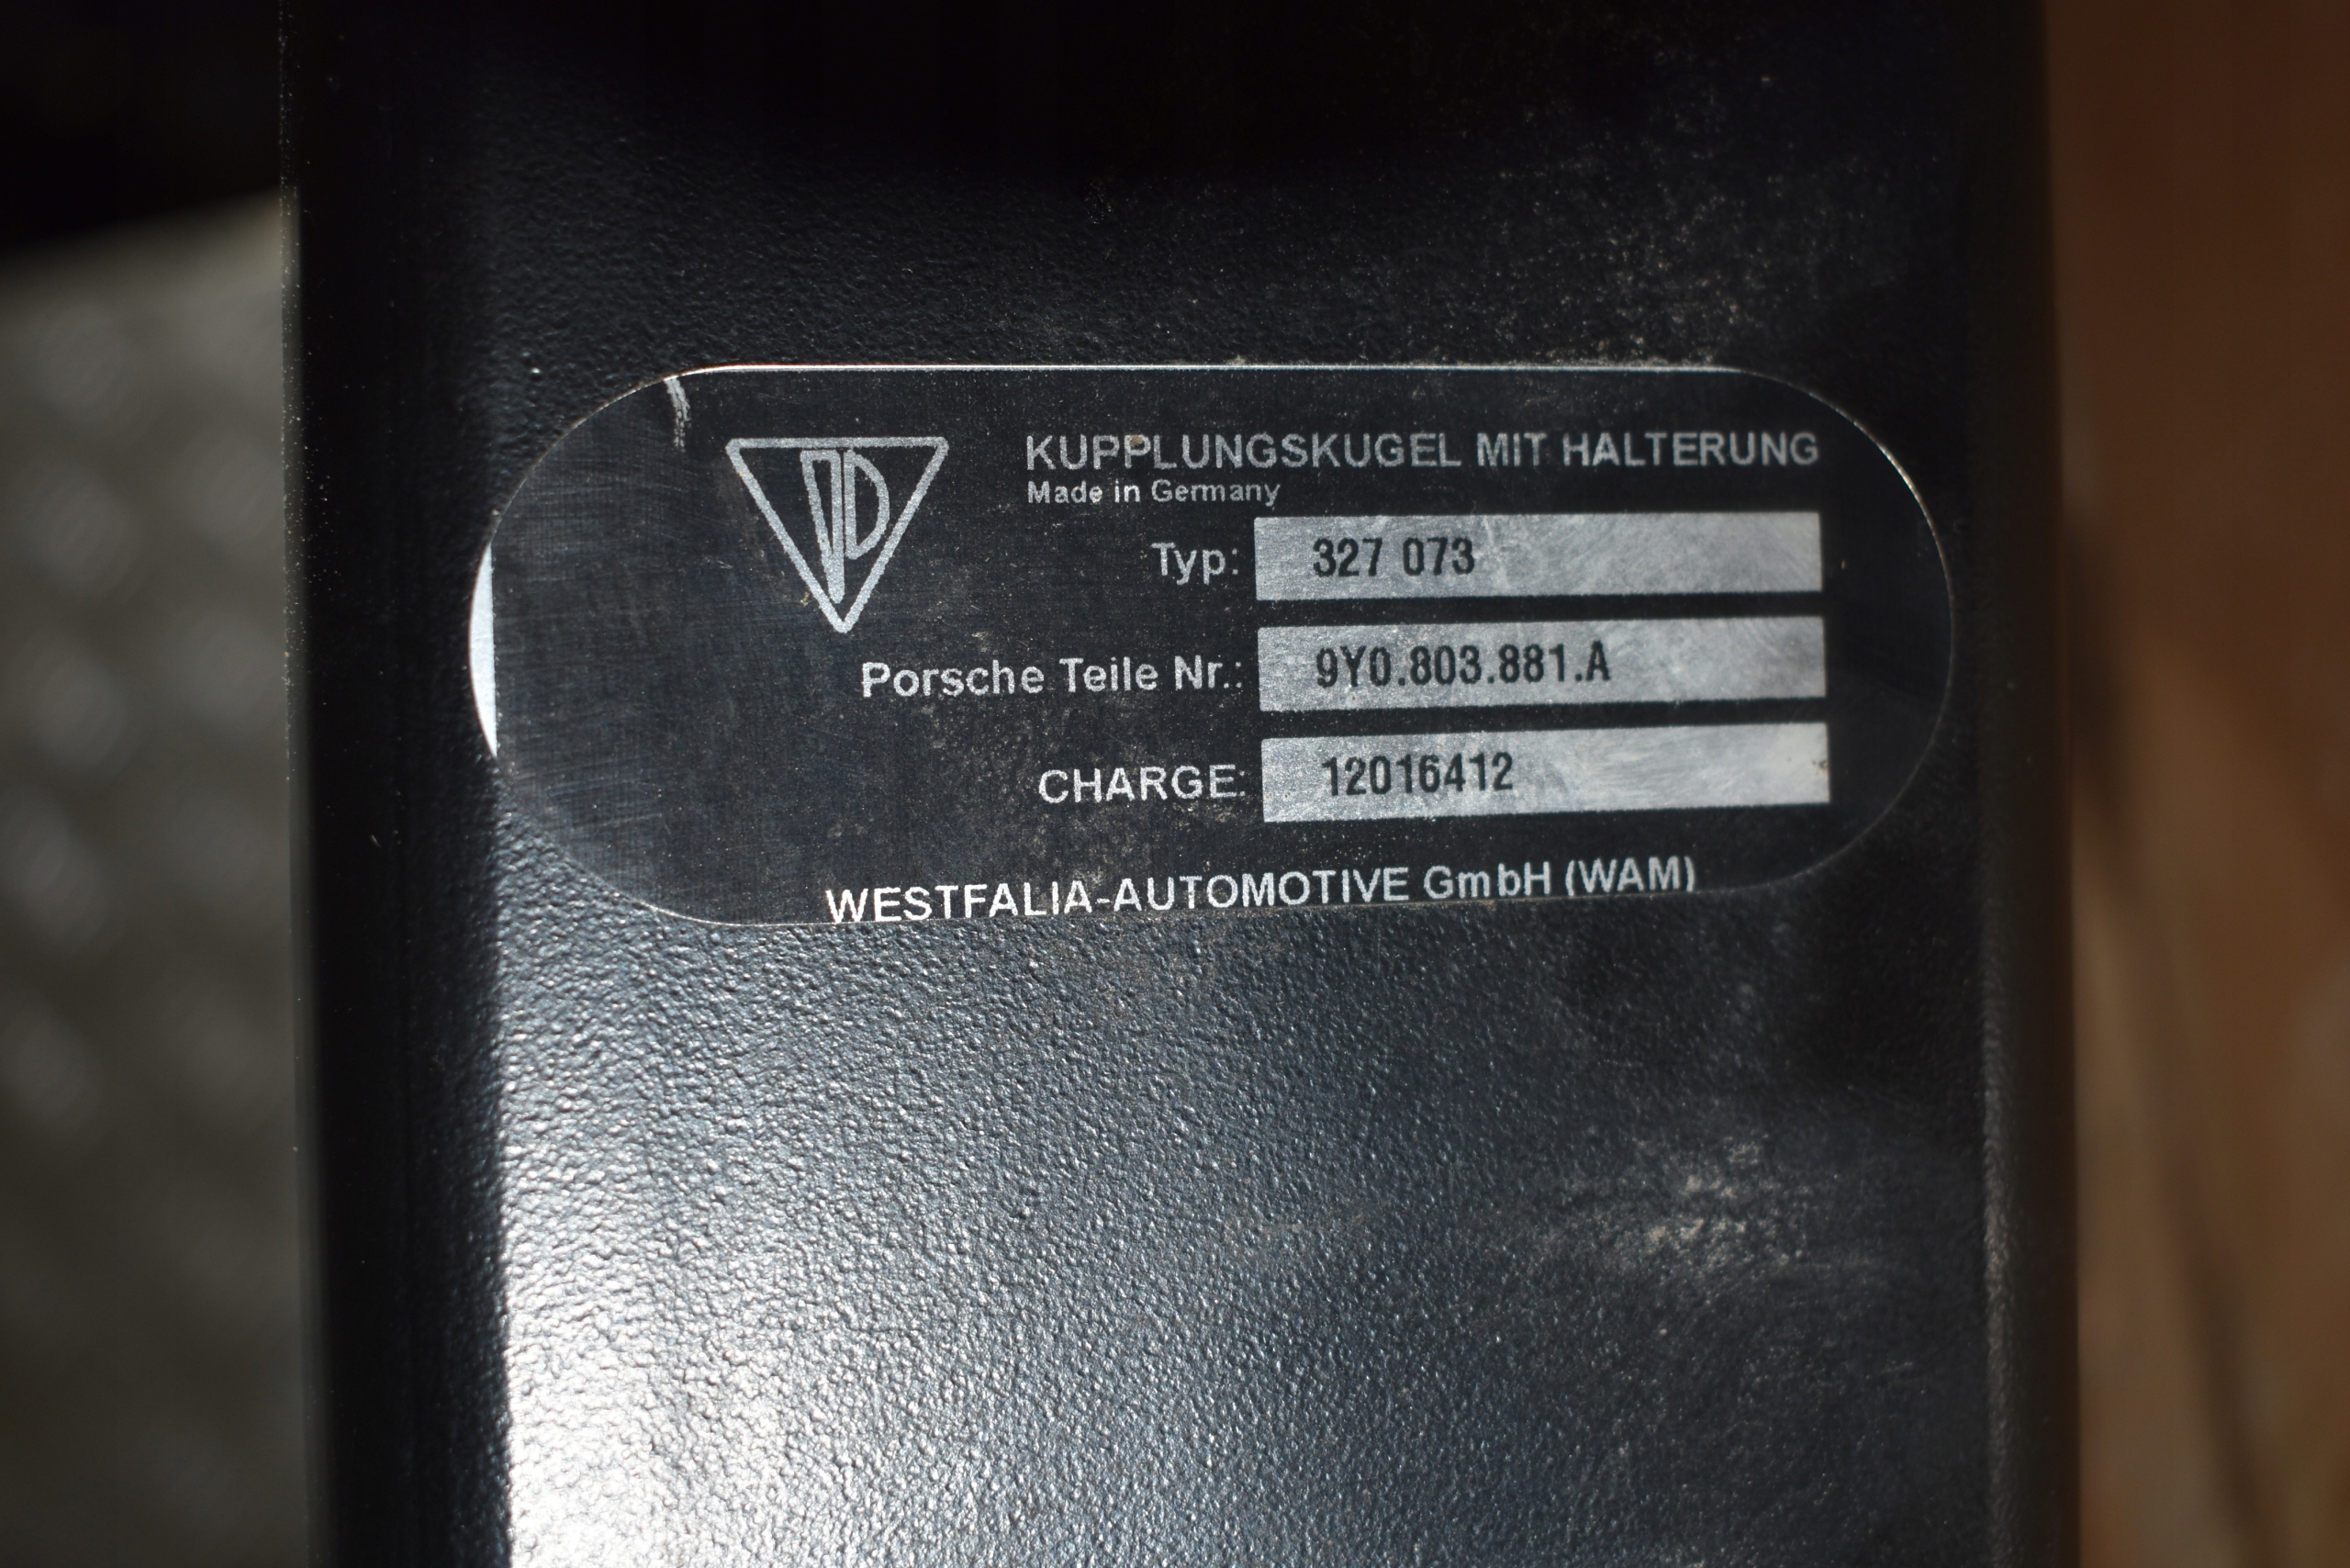 KUPPLUNGSKUGEL MIT HALTERUNG
Made in Germany
Typ: 327 073
Porsche Teile Nr.: 9Y0.803.881.A
CHARGE: 12016412
WESTFALIA-AUTOMOTIVE GmbH (WAM)